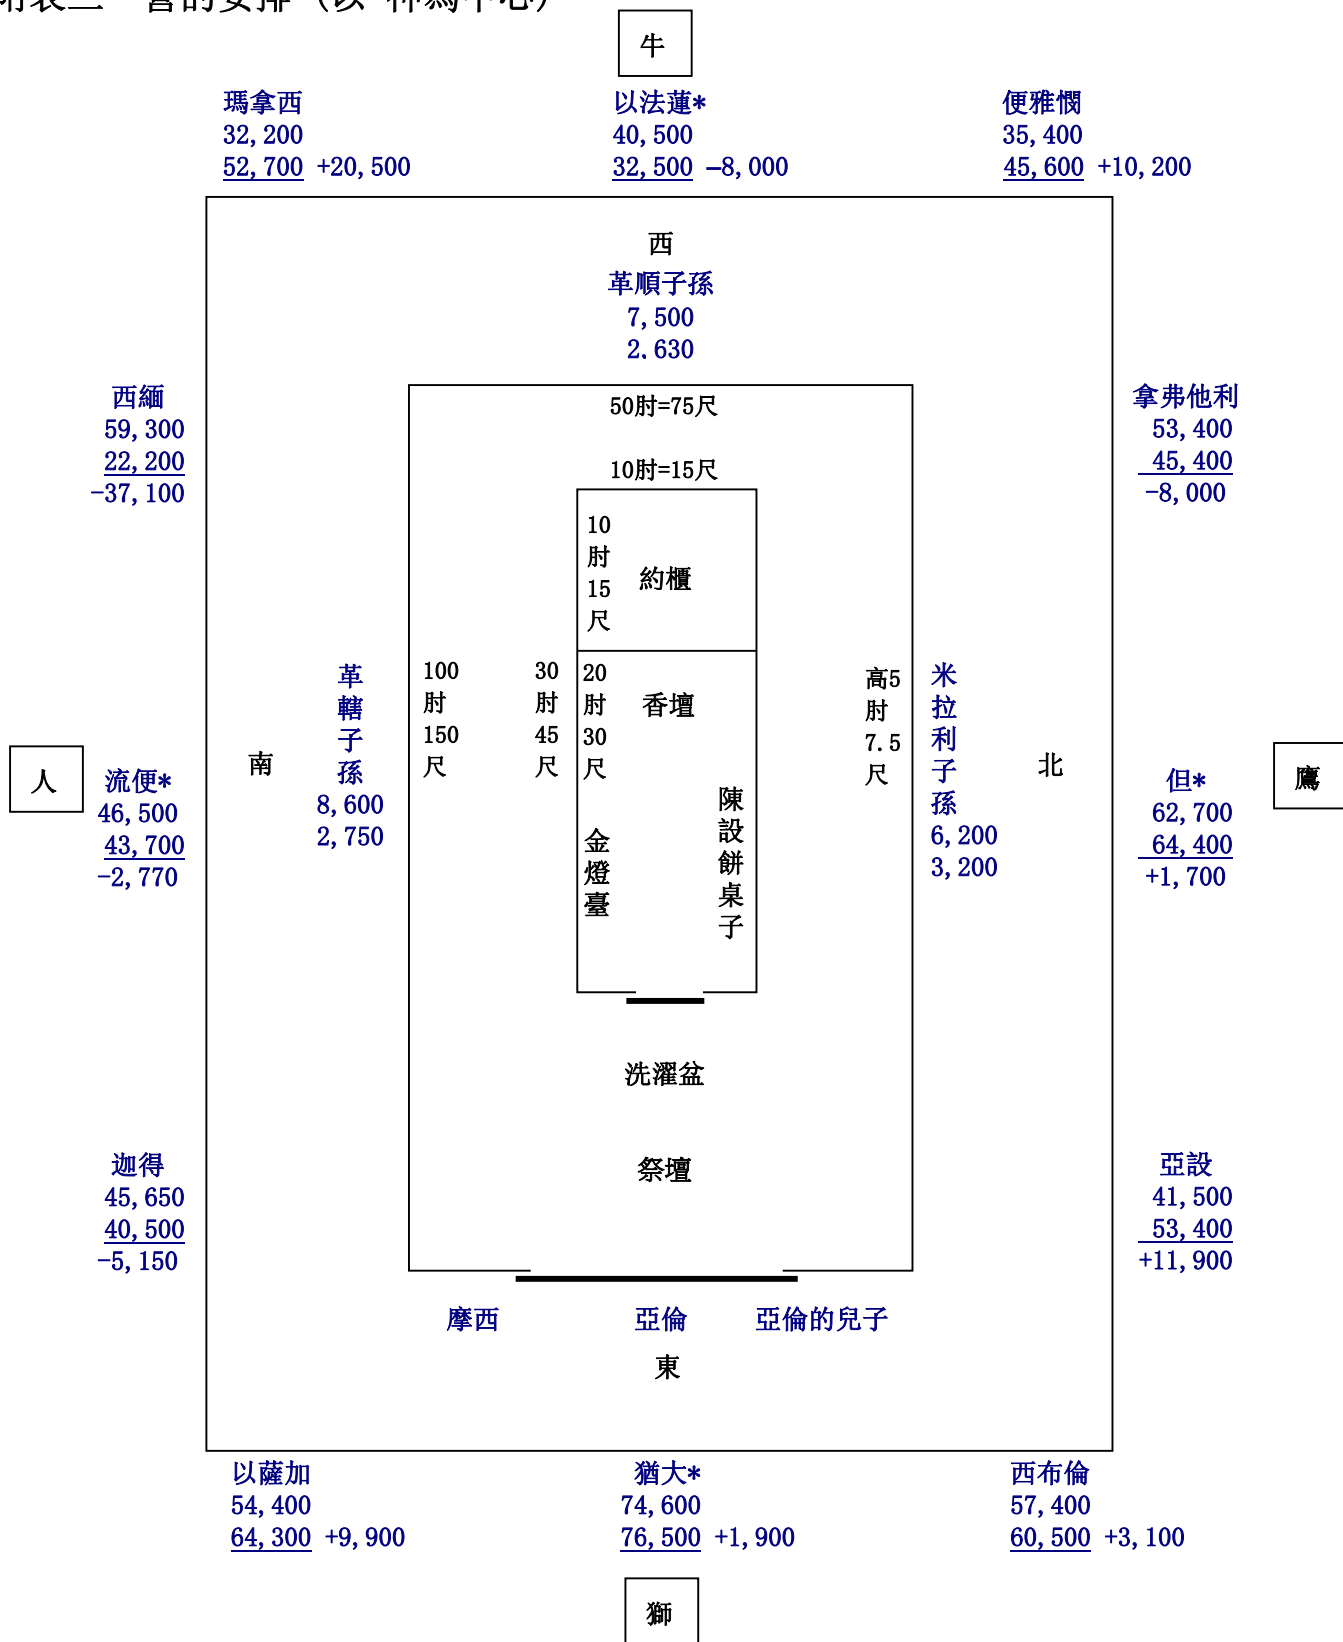 營的安排 (以 神為中心)
牛
瑪拿西
32,200
52,700 +20,500
以法蓮*
40,500
32,500 –8,000
便雅憫
35,400
45,600 +10,200
西
革順子孫
7,500
2,630
西緬
59,300
22,200
-37,100
50肘=75尺
10肘=15尺
拿弗他利
53,400
45,400
-8,000
10
肘
15
尺
約櫃
人
流便*
46,500
43,700
-2,770
南
革轄子孫
8,600
2,750
100
肘
150
尺
30
肘
45
尺
20
肘
30
尺
香壇
金燈臺
陳設餅桌子
高5
肘
7.5
尺
米拉利子孫
6,200
3,200
北
但*
62,700
64,400
+1,700
鷹
洗濯盆
祭壇
迦得
45,650
40,500
-5,150
亞設
41,500
53,400
+11,900
摩西 亞倫 亞倫的兒子
東
以薩加
54,400
64,300 +9,900
猶大*
74,600
76,500 +1,900
西布倫
57,400
60,500 +3,100
獅